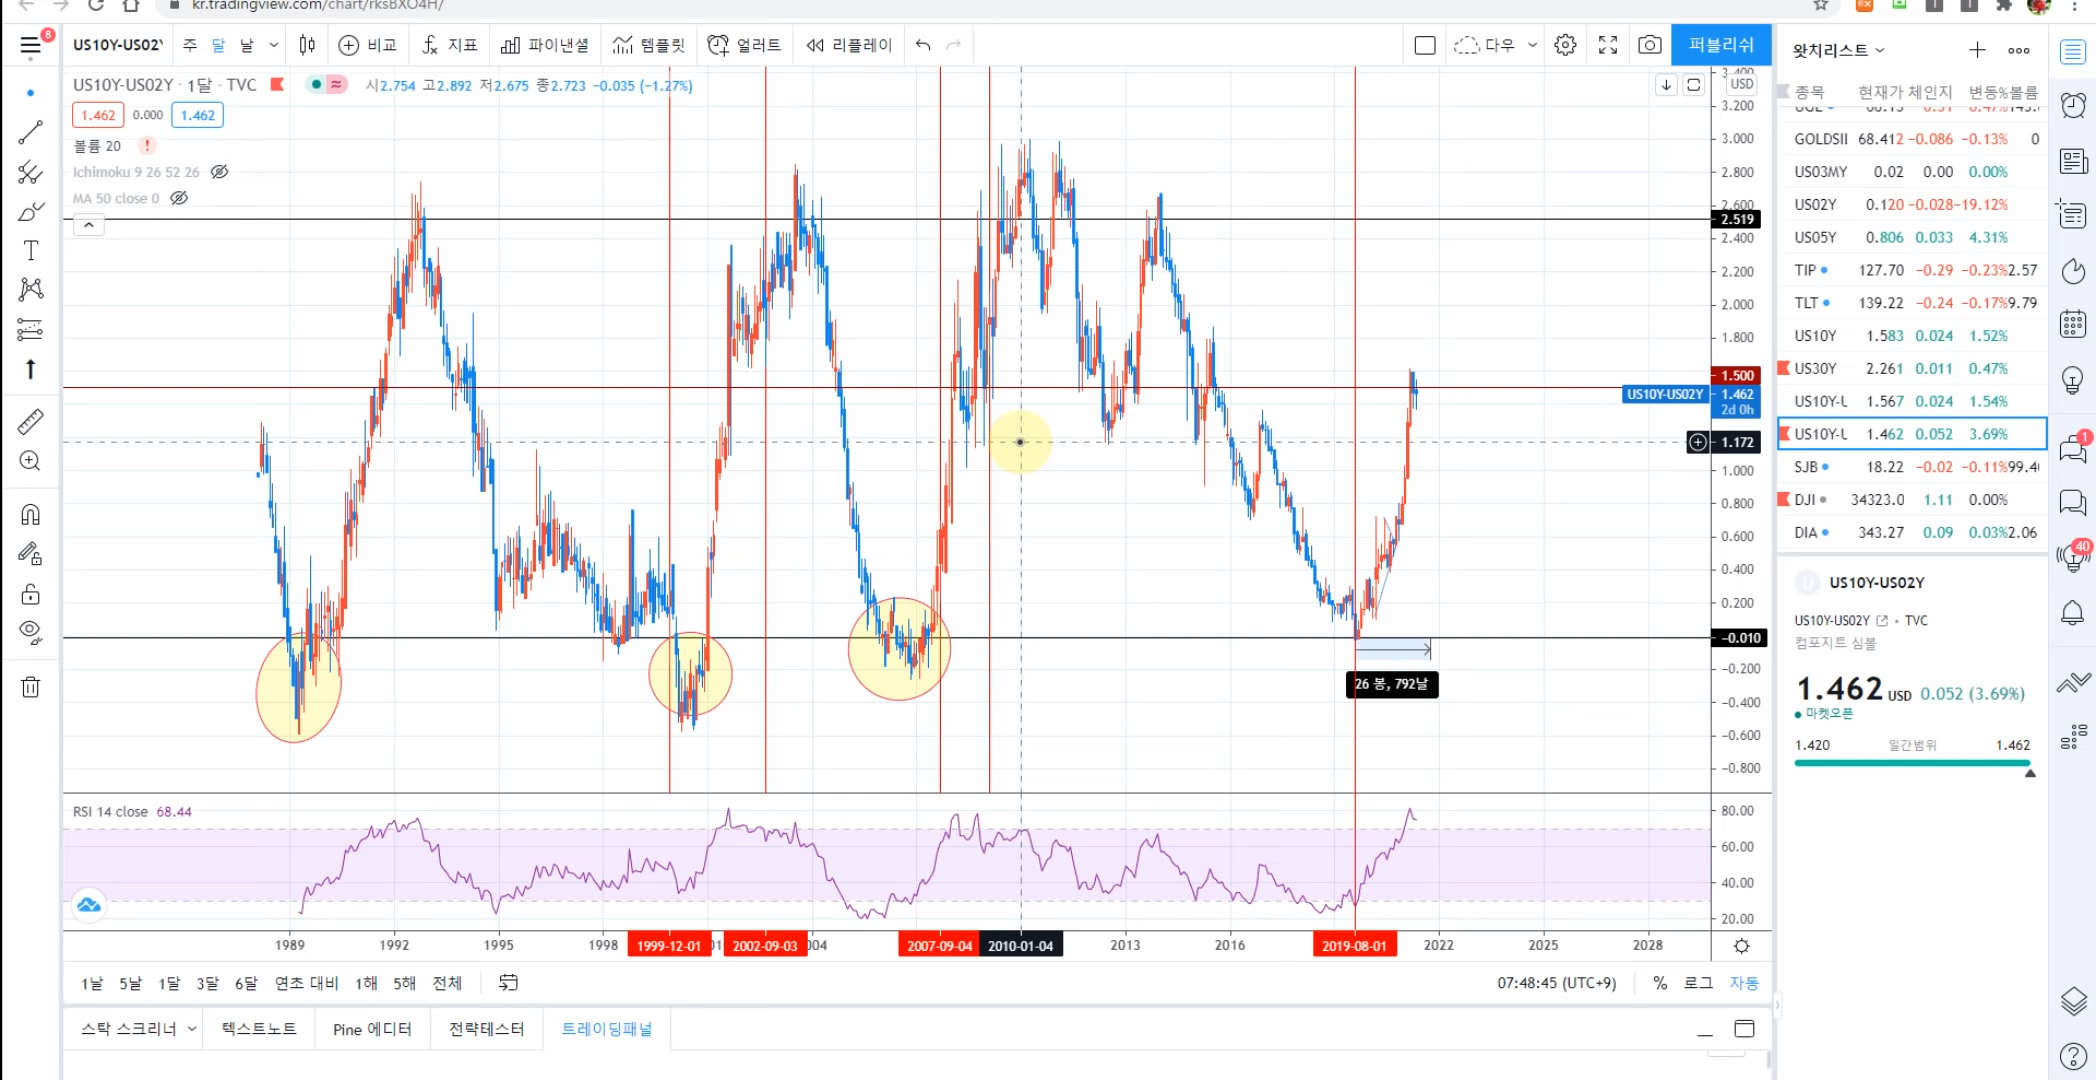 kr.tradingview.com/chart/rksBXO4H/
8 US10Y-US02Y 주 달 날 비교 지표 파이낸셜 템플릿 얼러트 리플레이 다우 퍼블리쉬
왓치리스트
US10Y-US02Y · 1달 · TVC 시2.754 고2.892 저2.675 종2.723 −0.035 (−1.27%)
1.462 0.000 1.462
볼륨 20 !
Ichimoku 9 26 52 26
MA 50 close 0
USD
3.400
3.200
3.000
2.800
2.600
2.519
2.400
2.200
2.000
1.800
1.500
US10Y-US02Y 1.462
2d 0h
1.172
1.000
0.800
0.600
0.400
0.200
−0.010
−0.200
−0.400
−0.600
−0.800
26 봉, 792날
RSI 14 close 68.44
80.00
60.00
40.00
20.00
1989 1992 1995 1998 1999-12-01 01 2002-09-03 004 2007-09-04 2010-01-04 2013 2016 2019-08-01 2022 2025 2028
1날 5날 1달 3달 6달 연초 대비 1해 5해 전체 07:48:45 (UTC+9) % 로그 자동
스탁 스크리너 텍스트노트 Pine 에디터 전략테스터 트레이딩패널
종목 현재가 체인지 변동% 볼륨
GOLDSII 68.412 −0.086 −0.13% 0
US03MY 0.02 0.00 0.00%
US02Y 0.120 −0.028 −19.12%
US05Y 0.806 0.033 4.31%
TIP 127.70 −0.29 −0.23% 2.57
TLT 139.22 −0.24 −0.17% 9.79
US10Y 1.583 0.024 1.52%
US30Y 2.261 0.011 0.47%
US10Y-U 1.567 0.024 1.54%
US10Y-U 1.462 0.052 3.69%
SJB 18.22 −0.02 −0.11% 99.4
DJI 34323.0 1.11 0.00%
DIA 343.27 0.09 0.03% 2.06
US10Y-US02Y
US10Y-US02Y · TVC
컴포지트 심볼
1.462 USD 0.052 (3.69%)
마켓오픈
1.420 일간범위 1.462
1
40